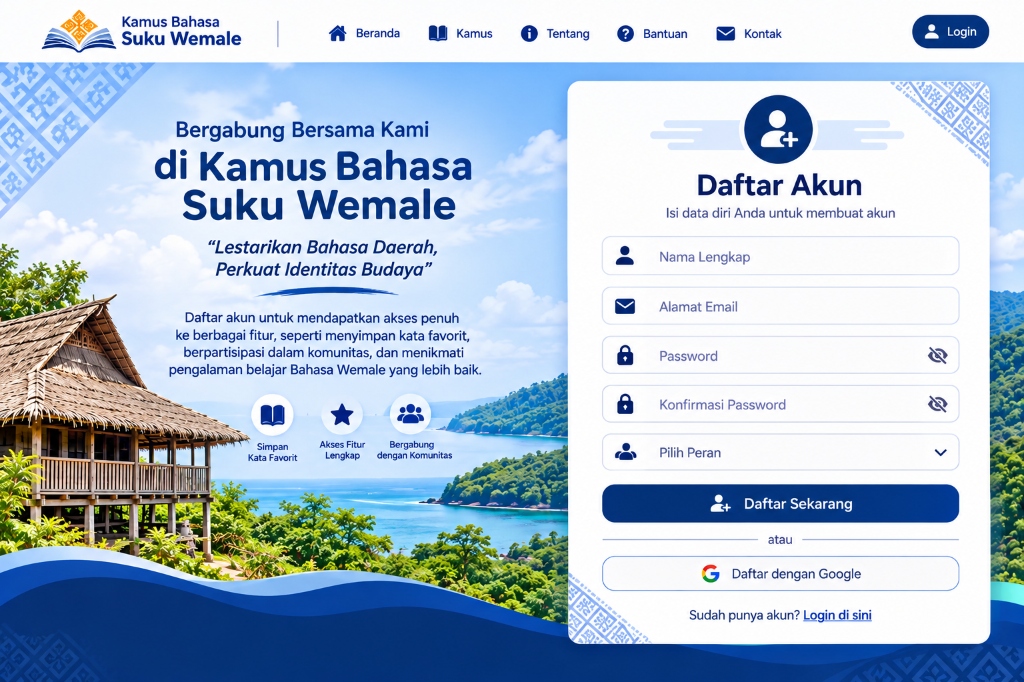 Kamus Bahasa
Suku Wemale
Beranda
Kamus
Tentang
Bantuan
Kontak
Login
Bergabung Bersama Kami
di Kamus Bahasa
Suku Wemale
“Lestarikan Bahasa Daerah,
Perkuat Identitas Budaya”
Daftar akun untuk mendapatkan akses penuh
ke berbagai fitur, seperti menyimpan kata favorit,
berpartisipasi dalam komunitas, dan menikmati
pengalaman belajar Bahasa Wemale yang lebih baik.
Simpan
Kata Favorit
Akses Fitur
Lengkap
Bergabung
dengan Komunitas
Daftar Akun
Isi data diri Anda untuk membuat akun
Nama Lengkap
Alamat Email
Password
Konfirmasi Password
Pilih Peran
Daftar Sekarang
atau
Daftar dengan Google
Sudah punya akun? Login di sini